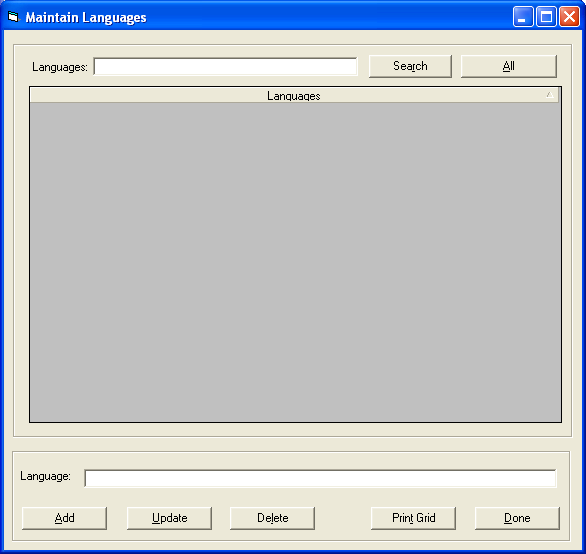 Maintain Languages
Languages: Search All
Languages
Language:
Add Update Delete Print Grid Done